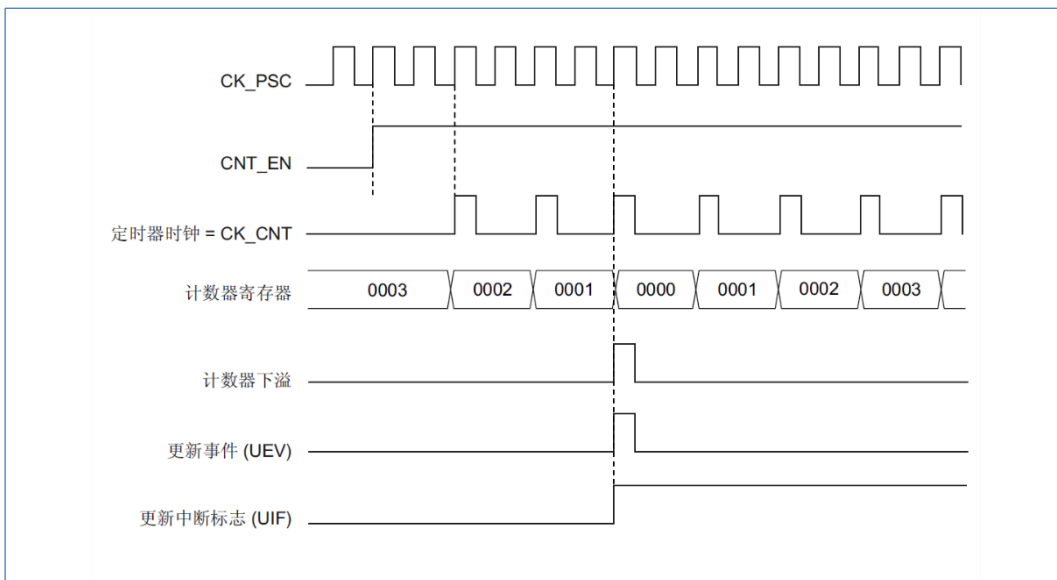 CK_PSC
CNT_EN
定时器时钟 = CK_CNT
计数器寄存器 0003 0002 0001 0000 0001 0002 0003
计数器下溢
更新事件 (UEV)
更新中断标志 (UIF)